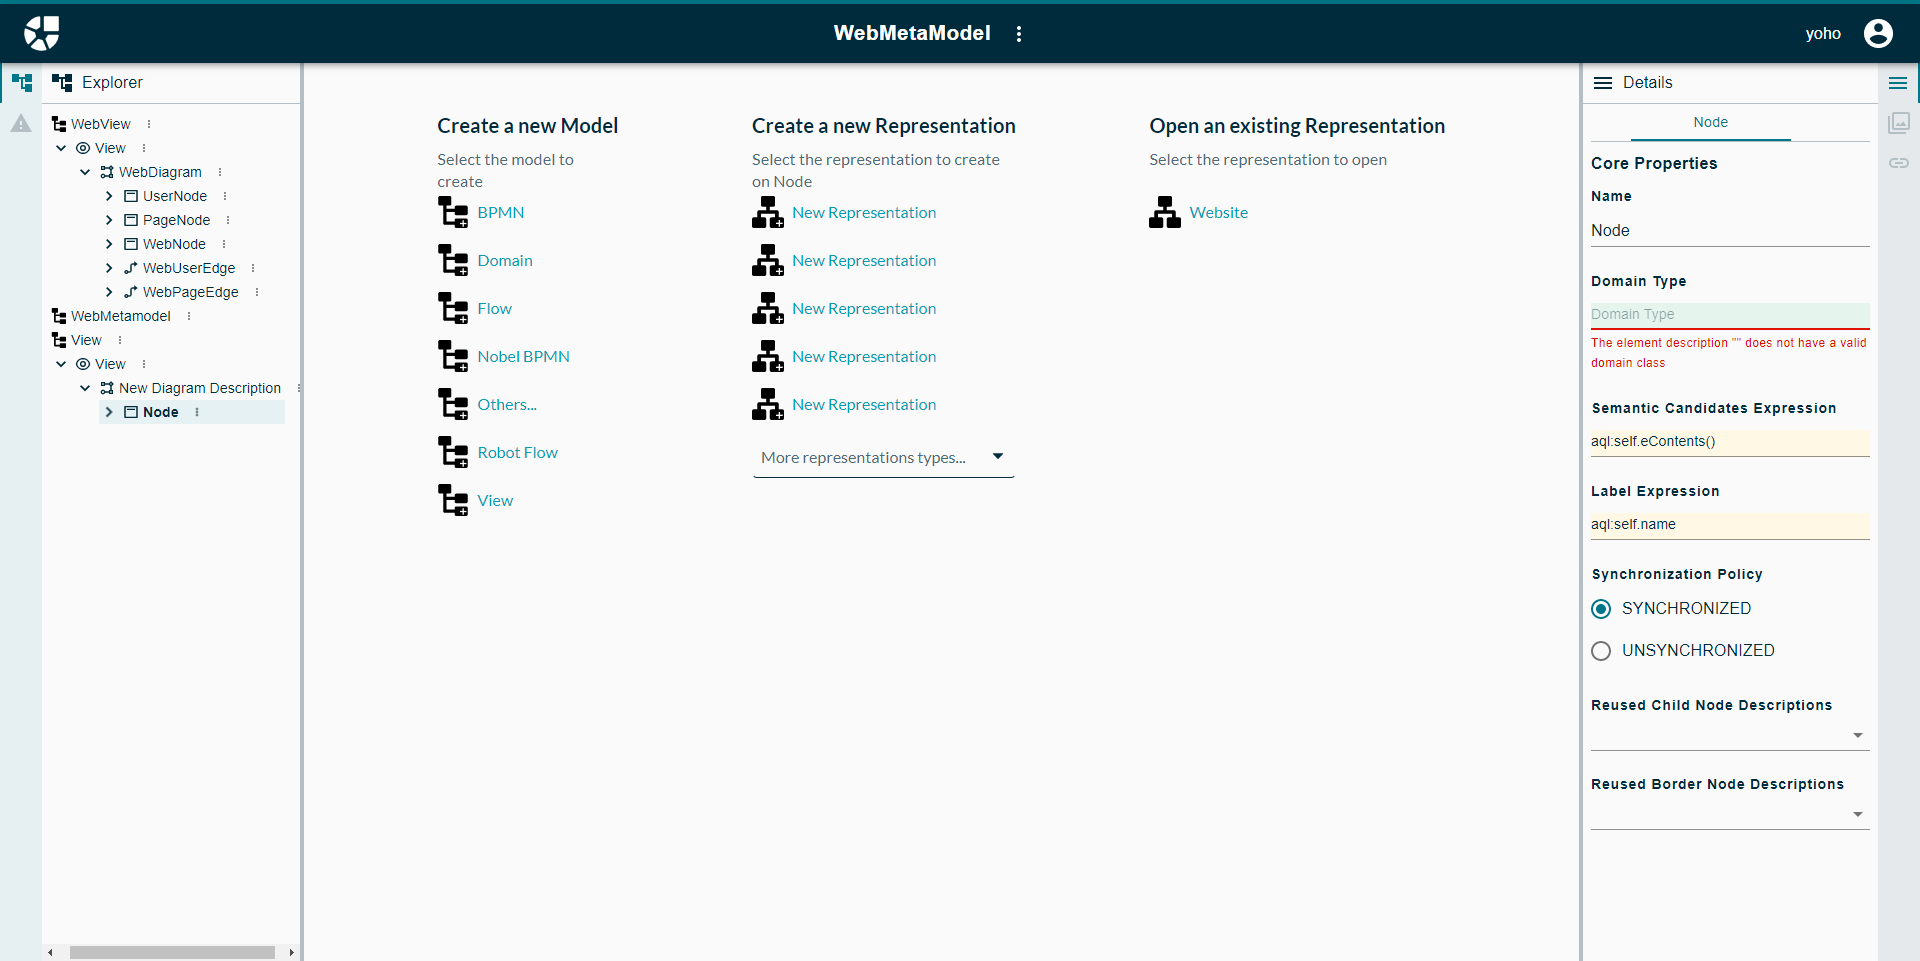 WebMetaModel
yoho
Explorer
WebView
View
WebDiagram
UserNode
PageNode
WebNode
WebUserEdge
WebPageEdge
WebMetamodel
View
View
New Diagram Description
Node
Create a new Model
Select the model to
create
BPMN
Domain
Flow
Nobel BPMN
Others...
Robot Flow
View
Create a new Representation
Select the representation to create
on Node
New Representation
New Representation
New Representation
New Representation
New Representation
More representations types...
Open an existing Representation
Select the representation to open
Website
Details
Node
Core Properties
Name
Node
Domain Type
Domain Type
The element description "" does not have a valid
domain class
Semantic Candidates Expression
aql:self.eContents()
Label Expression
aql:self.name
Synchronization Policy
SYNCHRONIZED
UNSYNCHRONIZED
Reused Child Node Descriptions
Reused Border Node Descriptions